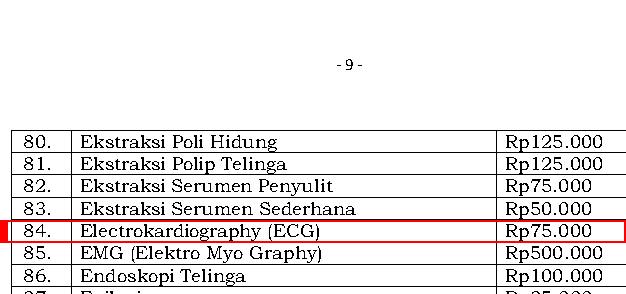 - 9 -
80. Ekstraksi Poli Hidung Rp125.000
81. Ekstraksi Polip Telinga Rp125.000
82. Ekstraksi Serumen Penyulit Rp75.000
83. Ekstraksi Serumen Sederhana Rp50.000
84. Electrokardiography (ECG) Rp75.000
85. EMG (Elektro Myo Graphy) Rp500.000
86. Endoskopi Telinga Rp100.000